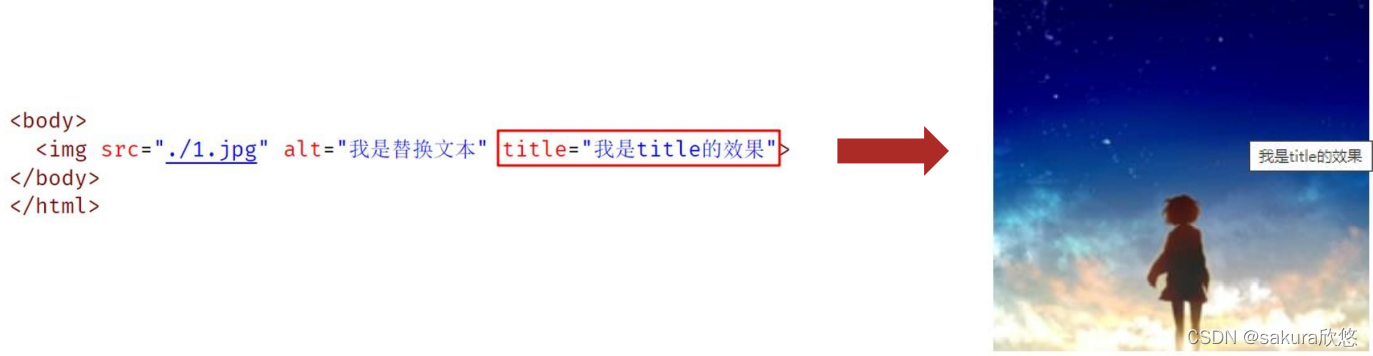 <body>
<img src="./1.jpg" alt="我是替换文本" title="我是title的效果">
</body>
</html>
我是title的效果
CSDN @sakura欣悠